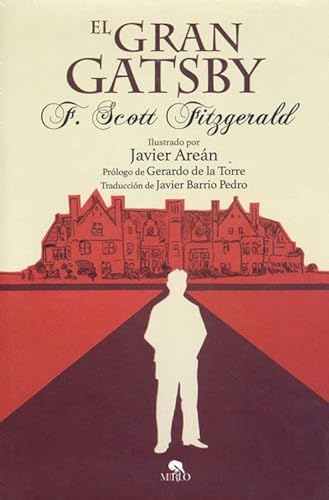 EL
GRAN
GATSBY
F. Scott Fitzgerald
Ilustrado por
Javier Areán
Prólogo de Gerardo de la Torre
Traducción de Javier Barrio Pedro
MIRLO